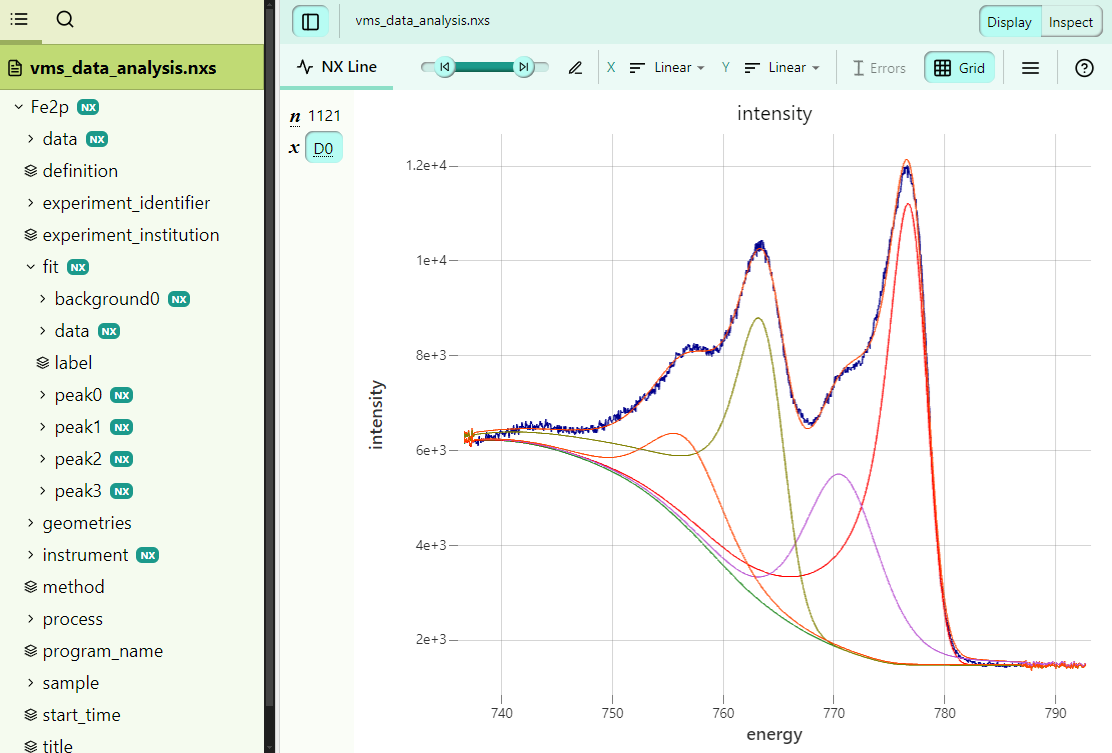 vms_data_analysis.nxs
Display
Inspect
vms_data_analysis.nxs
NX Line
X
Linear
Y
Linear
Errors
Grid
Fe2p NX
data NX
definition
experiment_identifier
experiment_institution
fit NX
background0 NX
data NX
label
peak0 NX
peak1 NX
peak2 NX
peak3 NX
geometries
instrument NX
method
process
program_name
sample
start_time
title
n 1121
x D0
intensity
intensity
1.2e+4
1e+4
8e+3
6e+3
4e+3
2e+3
740
750
760
770
780
790
energy